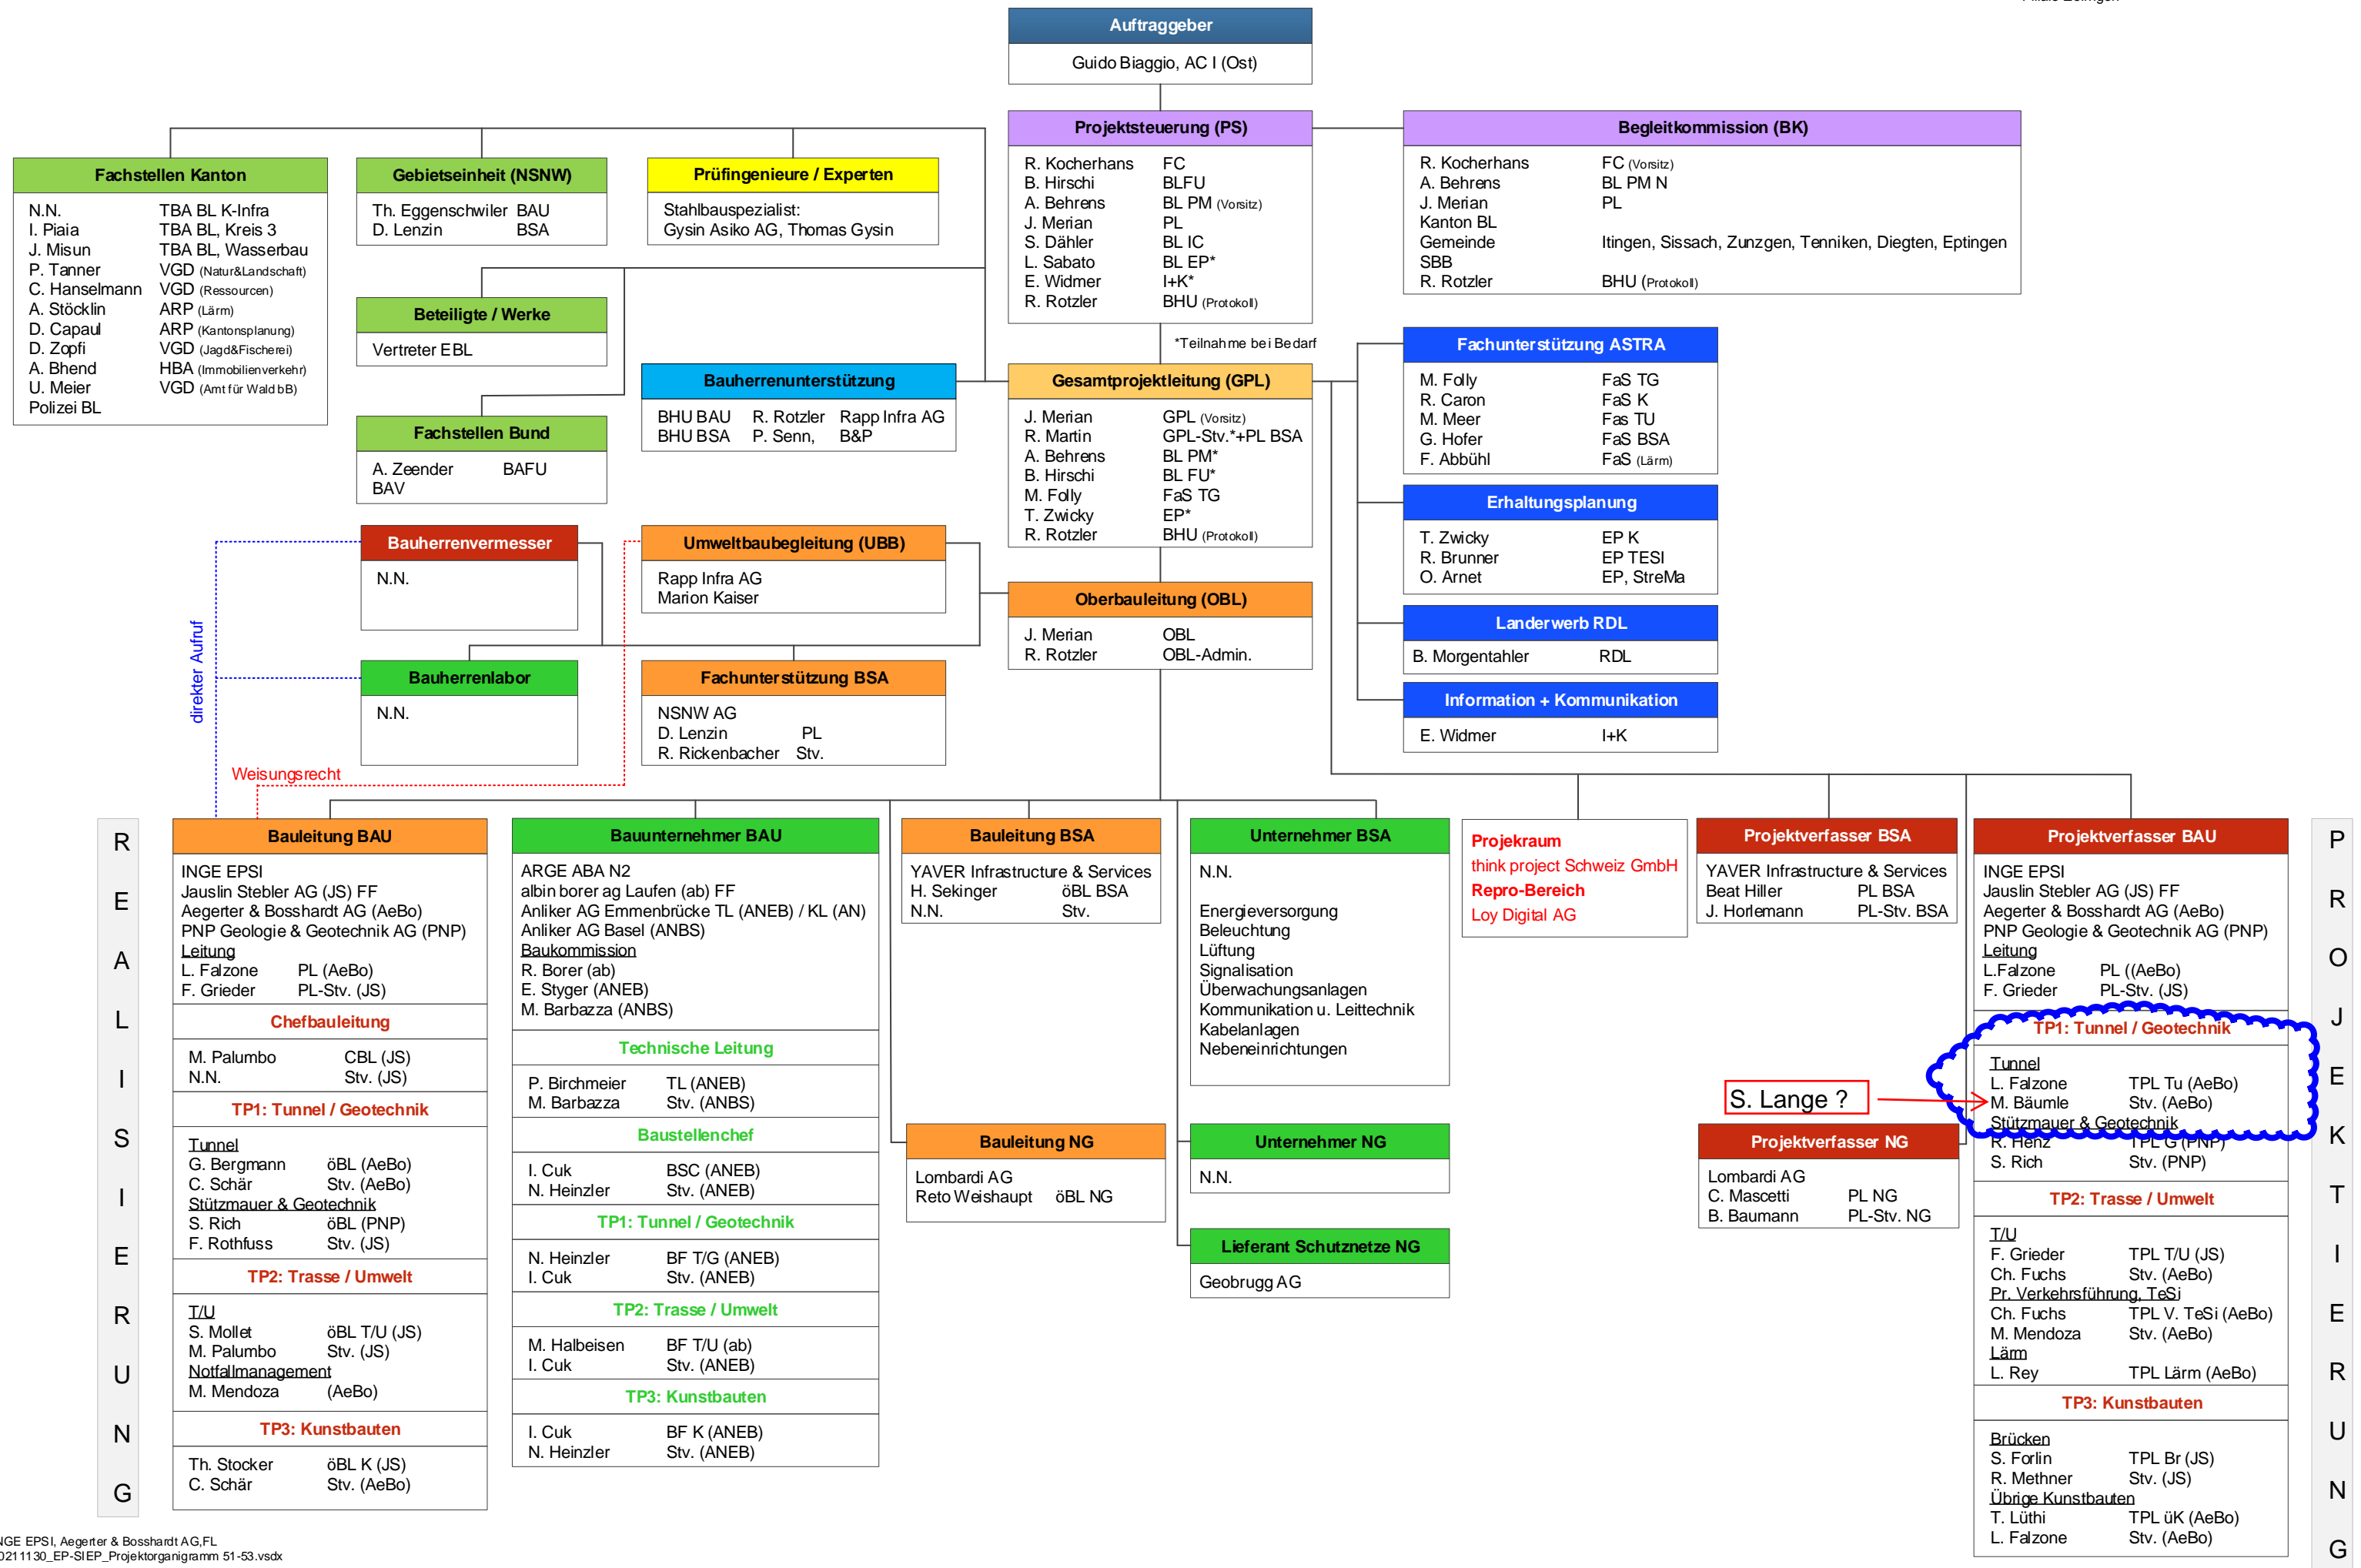 Auftraggeber
Guido Biaggio, AC I (Ost)
Projektsteuerung (PS)
R. Kocherhans FC
B. Hirschi BLFU
A. Behrens BL PM (Vorsitz)
J. Merian PL
S. Dähler BL IC
L. Sabato BL EP*
E. Widmer I+K*
R. Rotzler BHU (Protokoll)
*Teilnahme bei Bedarf
Begleitkommission (BK)
R. Kocherhans FC (Vorsitz)
A. Behrens BL PM N
J. Merian PL
Kanton BL
Gemeinde Itingen, Sissach, Zunzgen, Tenniken, Diegten, Eptingen
SBB
R. Rotzler BHU (Protokoll)
Fachstellen Kanton
N.N. TBA BL K-Infra
I. Piaia TBA BL, Kreis 3
J. Misun TBA BL, Wasserbau
P. Tanner VGD (Natur&Landschaft)
C. Hanselmann VGD (Ressourcen)
A. Stöcklin ARP (Lärm)
D. Capaul ARP (Kantonsplanung)
D. Zopfi VGD (Jagd&Fischerei)
A. Bhend HBA (Immobilienverkehr)
U. Meier VGD (Amt für Wald bB)
Polizei BL
Gebietseinheit (NSNW)
Th. Eggenschwiler BAU
D. Lenzin BSA
Prüfingenieure / Experten
Stahlbauspezialist:
Gysin Asiko AG, Thomas Gysin
Beteiligte / Werke
Vertreter EBL
Fachstellen Bund
A. Zeender BAFU
BAV
Bauherrenunterstützung
BHU BAU R. Rotzler Rapp Infra AG
BHU BSA P. Senn, B&P
Gesamtprojektleitung (GPL)
J. Merian GPL (Vorsitz)
R. Martin GPL-Stv.*+PL BSA
A. Behrens BL PM*
B. Hirschi BL FU*
M. Folly FaS TG
T. Zwicky EP*
R. Rotzler BHU (Protokoll)
Fachunterstützung ASTRA
M. Folly FaS TG
R. Caron FaS K
M. Meer Fas TU
G. Hofer FaS BSA
F. Abbühl FaS (Lärm)
Erhaltungsplanung
T. Zwicky EP K
R. Brunner EP TESI
O. Arnet EP, StreMa
Landerwerb RDL
B. Morgentahler RDL
Information + Kommunikation
E. Widmer I+K
Bauherrenvermesser
N.N.
Umweltbaubegleitung (UBB)
Rapp Infra AG
Marion Kaiser
Oberbauleitung (OBL)
J. Merian OBL
R. Rotzler OBL-Admin.
Bauherrenlabor
N.N.
Fachunterstützung BSA
NSNW AG
D. Lenzin PL
R. Rickenbacher Stv.
direkter Aufruf
Weisungsrecht
REALISIERUNG
Bauleitung BAU
INGE EPSI
Jauslin Stebler AG (JS) FF
Aegerter & Bosshardt AG (AeBo)
PNP Geologie & Geotechnik AG (PNP)
Leitung
L. Falzone PL (AeBo)
F. Grieder PL-Stv. (JS)
Chefbauleitung
M. Palumbo CBL (JS)
N.N. Stv. (JS)
TP1: Tunnel / Geotechnik
Tunnel
G. Bergmann öBL (AeBo)
C. Schär Stv. (AeBo)
Stützmauer & Geotechnik
S. Rich öBL (PNP)
F. Rothfuss Stv. (JS)
TP2: Trasse / Umwelt
T/U
S. Mollet öBL T/U (JS)
M. Palumbo Stv. (JS)
Notfallmanagement
M. Mendoza (AeBo)
TP3: Kunstbauten
Th. Stocker öBL K (JS)
C. Schär Stv. (AeBo)
Bauunternehmer BAU
ARGE ABA N2
albin borer ag Laufen (ab) FF
Anliker AG Emmenbrücke TL (ANEB) / KL (AN)
Anliker AG Basel (ANBS)
Baukommission
R. Borer (ab)
E. Styger (ANEB)
M. Barbazza (ANBS)
Technische Leitung
P. Birchmeier TL (ANEB)
M. Barbazza Stv. (ANBS)
Baustellenchef
I. Cuk BSC (ANEB)
N. Heinzler Stv. (ANEB)
TP1: Tunnel / Geotechnik
N. Heinzler BF T/G (ANEB)
I. Cuk Stv. (ANEB)
TP2: Trasse / Umwelt
M. Halbeisen BF T/U (ab)
I. Cuk Stv. (ANEB)
TP3: Kunstbauten
I. Cuk BF K (ANEB)
N. Heinzler Stv. (ANEB)
Bauleitung BSA
YAVER Infrastructure & Services
H. Sekinger öBL BSA
N.N. Stv.
Bauleitung NG
Lombardi AG
Reto Weishaupt öBL NG
Unternehmer BSA
N.N.
Energieversorgung
Beleuchtung
Lüftung
Signalisation
Überwachungsanlagen
Kommunikation u. Leittechnik
Kabelanlagen
Nebeneinrichtungen
Unternehmer NG
N.N.
Lieferant Schutznetze NG
Geobrugg AG
Projekraum
think project Schweiz GmbH
Repro-Bereich
Loy Digital AG
Projektverfasser BSA
YAVER Infrastructure & Services
Beat Hiller PL BSA
J. Horlemann PL-Stv. BSA
S. Lange ?
Projektverfasser NG
Lombardi AG
C. Mascetti PL NG
B. Baumann PL-Stv. NG
Projektverfasser BAU
INGE EPSI
Jauslin Stebler AG (JS) FF
Aegerter & Bosshardt AG (AeBo)
PNP Geologie & Geotechnik AG (PNP)
Leitung
L.Falzone PL ((AeBo)
F. Grieder PL-Stv. (JS)
TP1: Tunnel / Geotechnik
Tunnel
L. Falzone TPL Tu (AeBo)
M. Bäumle Stv. (AeBo)
Stützmauer & Geotechnik
R. Henz TPL G (PNP)
S. Rich Stv. (PNP)
TP2: Trasse / Umwelt
T/U
F. Grieder TPL T/U (JS)
Ch. Fuchs Stv. (AeBo)
Pr. Verkehrsführung, TeSi
Ch. Fuchs TPL V. TeSi (AeBo)
M. Mendoza Stv. (AeBo)
Lärm
L. Rey TPL Lärm (AeBo)
TP3: Kunstbauten
Brücken
S. Forlin TPL Br (JS)
R. Methner Stv. (JS)
Übrige Kunstbauten
T. Lüthi TPL üK (AeBo)
L. Falzone Stv. (AeBo)
PROJEKTIERUNG
NGE EPSI, Aegerter & Bosshardt AG,FL
0211130_EP-SIEP_Projektorganigramm 51-53.vsdx